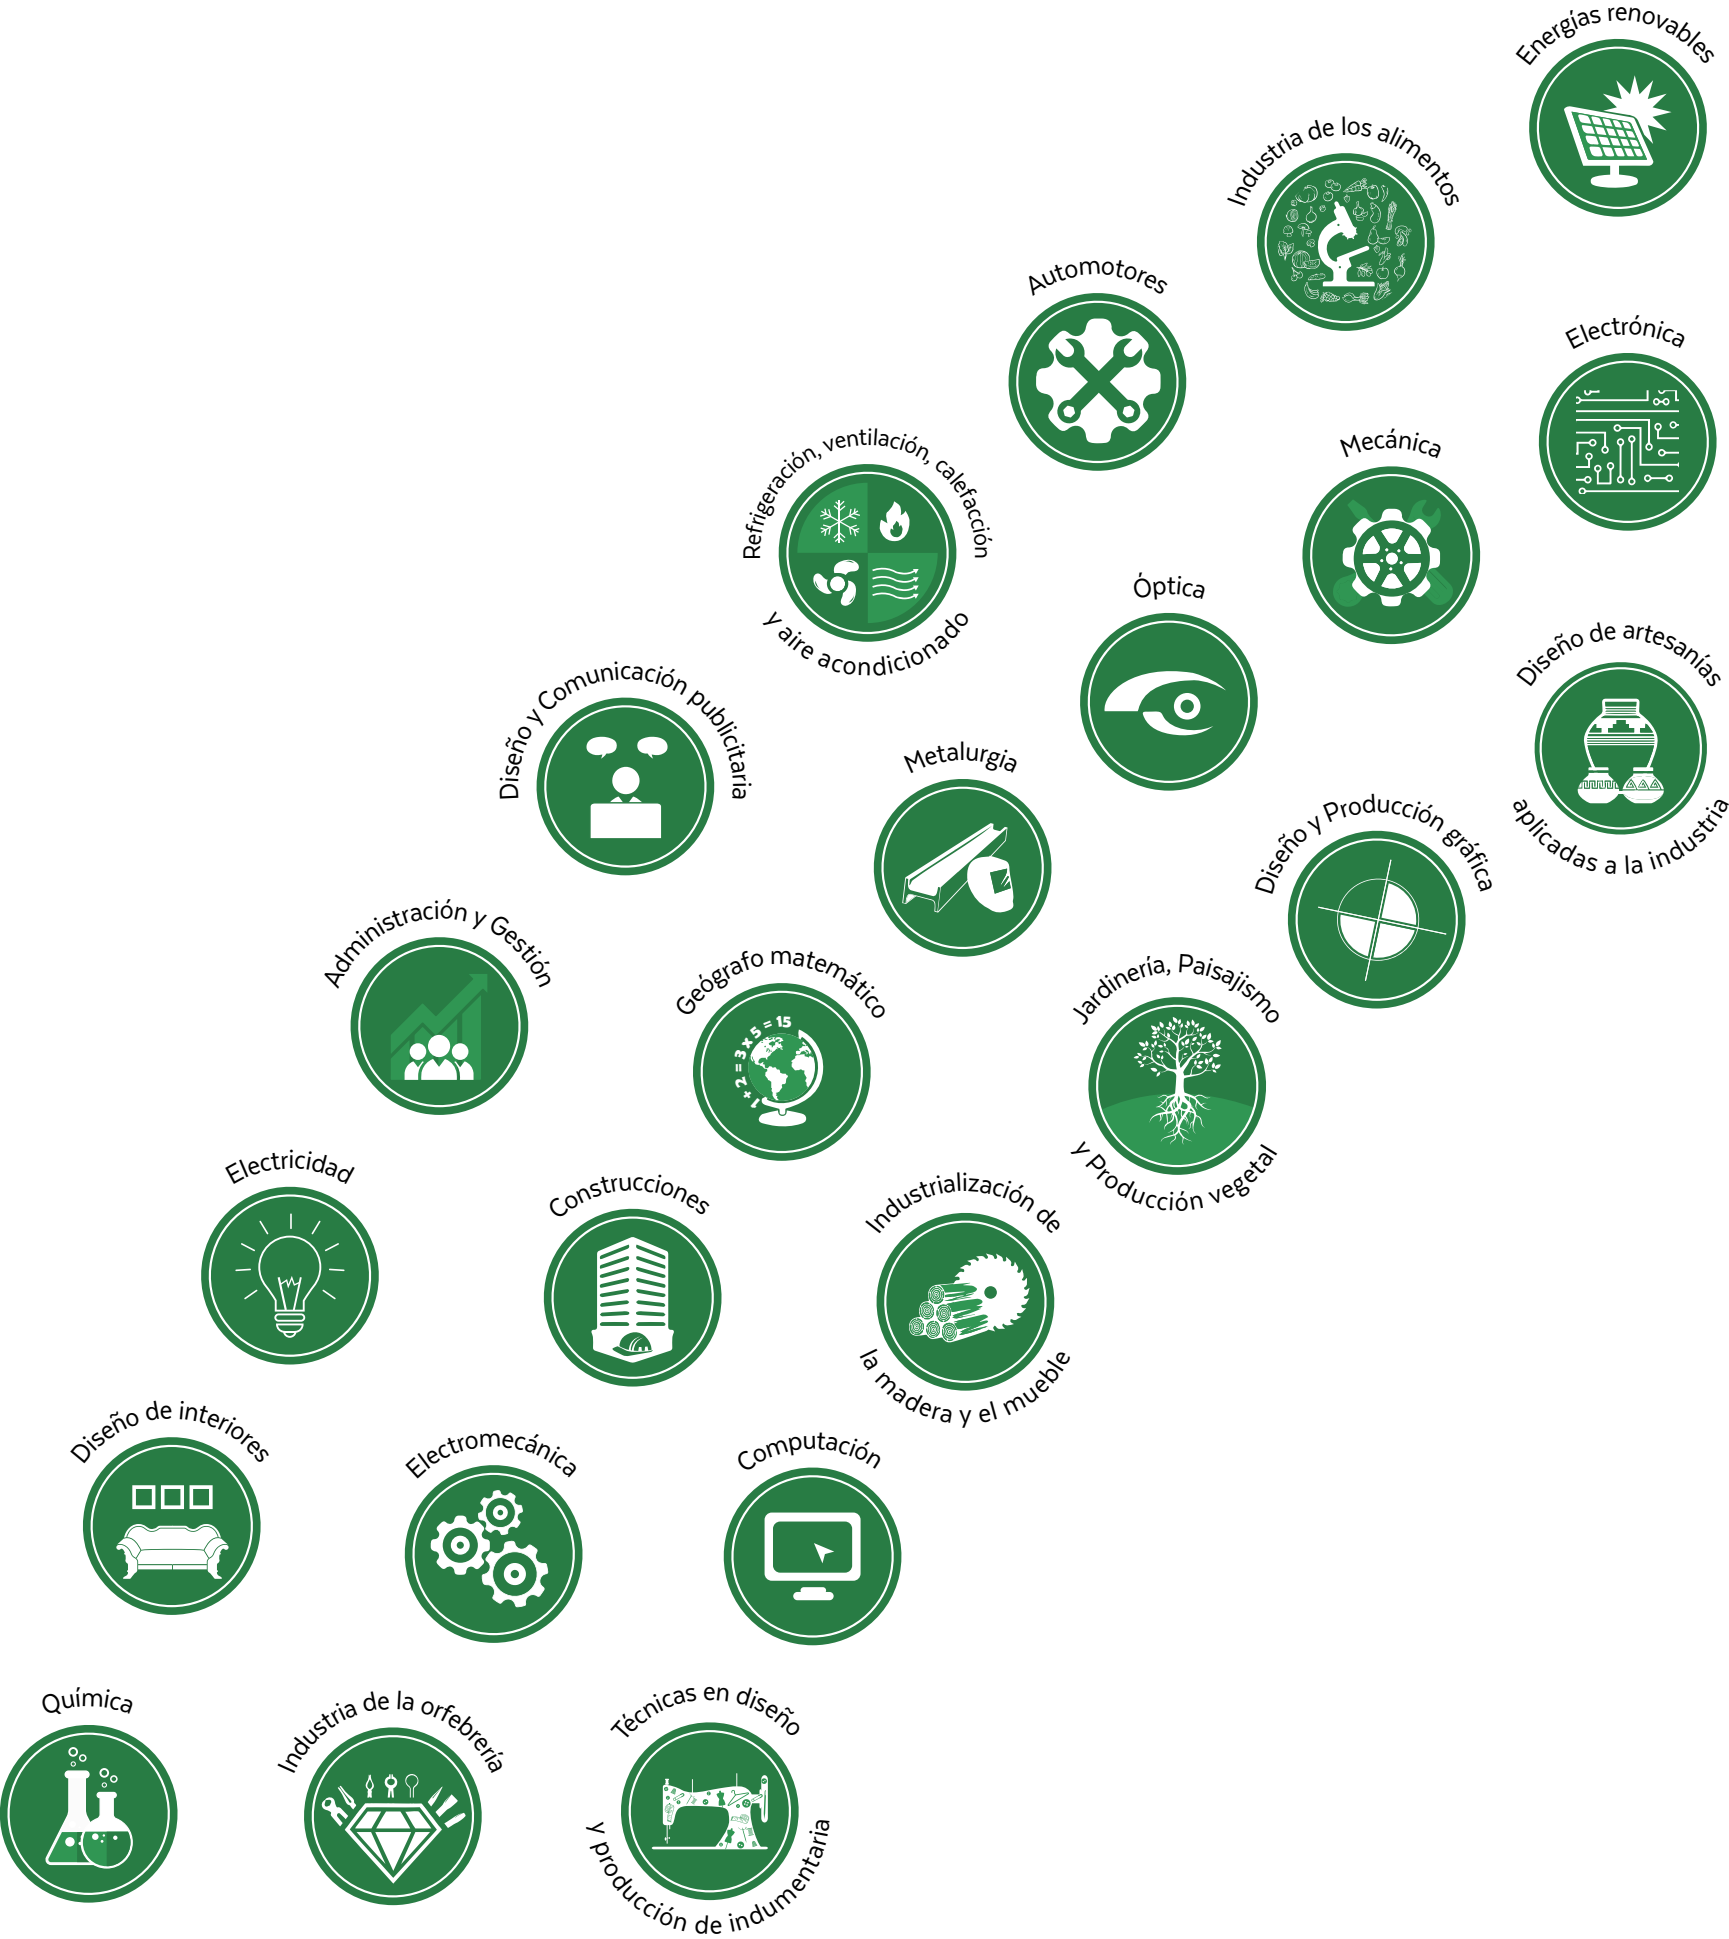 Energías renovables
Industria de los alimentos
Automotores
Electrónica
Refrigeración, ventilación, calefacción
y aire acondicionado
Mecánica
Óptica
Diseño de artesanías
aplicadas a la industria
Diseño y Comunicación publicitaria
Metalurgia
Diseño y Producción gráfica
Administración y Gestión
Geógrafo matemático
1 + 2 = 3 x 5 = 15
Jardinería, Paisajismo
y Producción vegetal
Electricidad
Construcciones
Industrialización de
la madera y el mueble
Diseño de interiores
Electromecánica
Computación
Química
Industria de la orfebrería
Técnicas en diseño
y producción de indumentaria